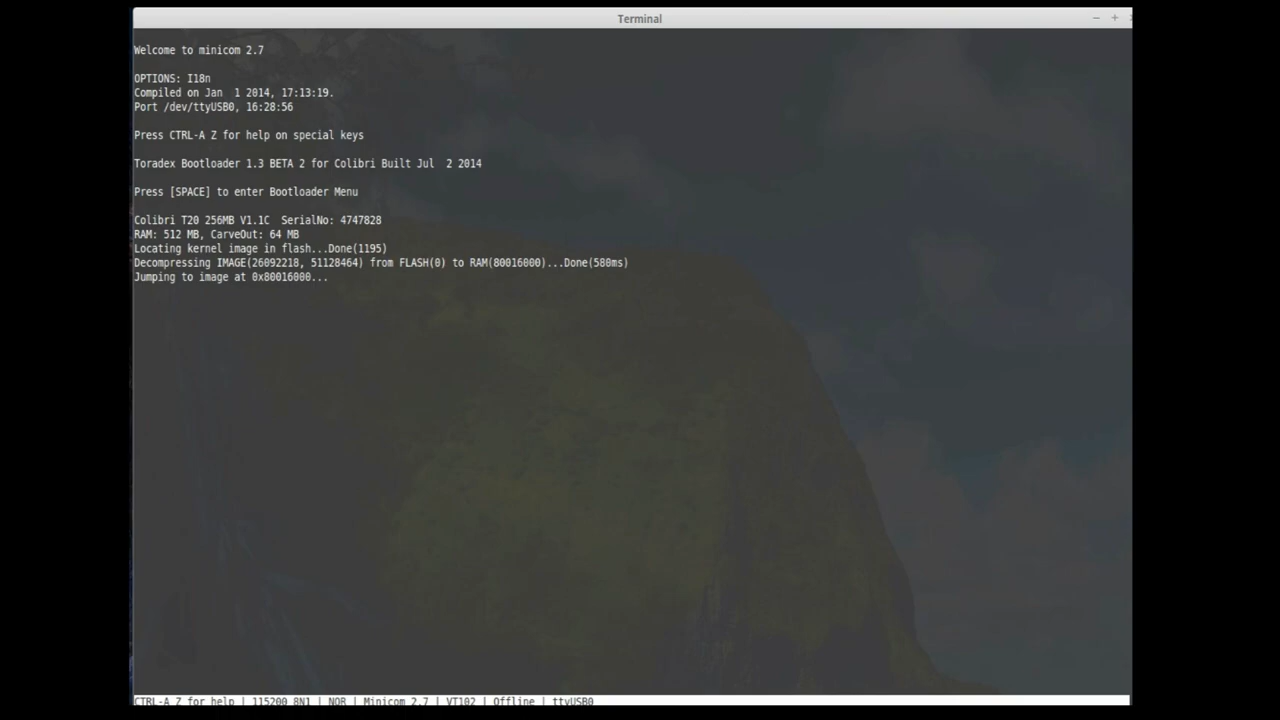 Terminal
Welcome to minicom 2.7
OPTIONS: I18n
Compiled on Jan  1 2014, 17:13:19.
Port /dev/ttyUSB0, 16:28:56
Press CTRL-A Z for help on special keys
Toradex Bootloader 1.3 BETA 2 for Colibri Built Jul  2 2014
Press [SPACE] to enter Bootloader Menu
Colibri T20 256MB V1.1C  SerialNo: 4747828
RAM: 512 MB, CarveOut: 64 MB
Locating kernel image in flash...Done(1195)
Decompressing IMAGE(26092218, 51128464) from FLASH(0) to RAM(80016000)...Done(580ms)
Jumping to image at 0x80016000...
CTRL-A Z for help | 115200 8N1 | NOR | Minicom 2.7 | VT102 | Offline | ttyUSB0